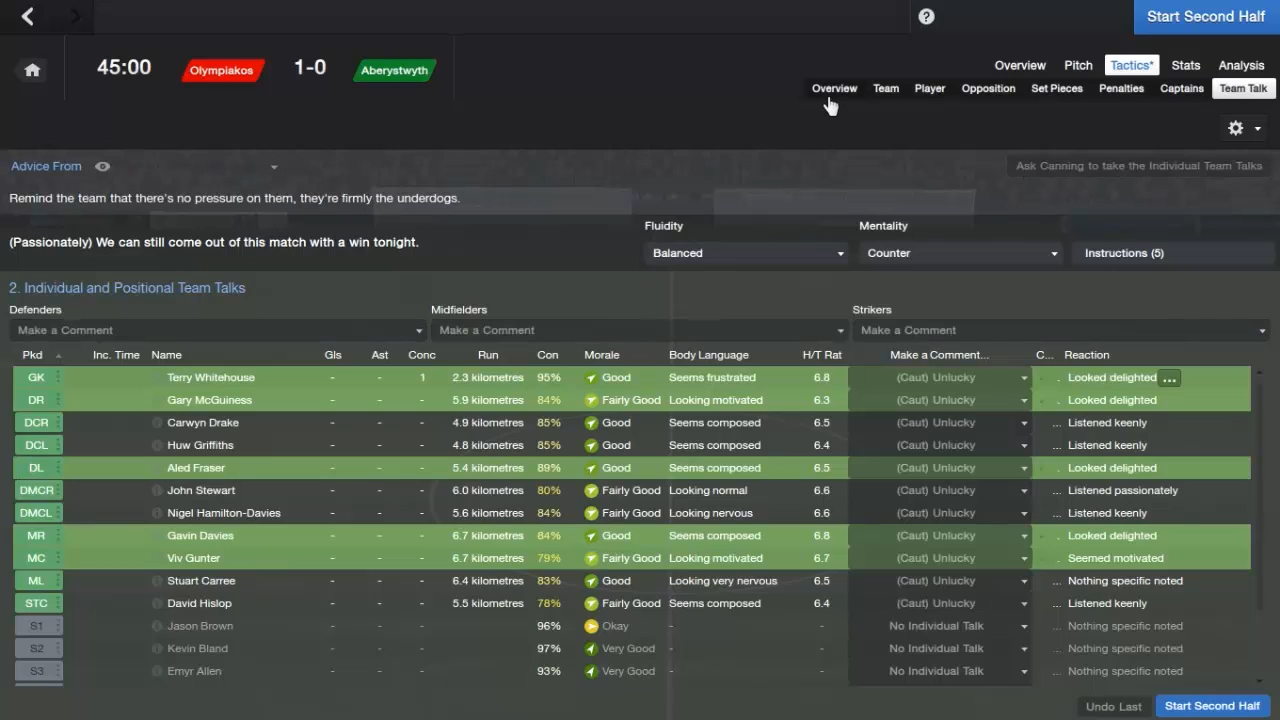 Start Second Half
45:00 Olympiakos 1-0 Aberystwyth
Overview Pitch Tactics* Stats Analysis
Overview Team Player Opposition Set Pieces Penalties Captains Team Talk
Advice From
Ask Canning to take the Individual Team Talks
Remind the team that there's no pressure on them, they're firmly the underdogs.
Fluidity Mentality
(Passionately) We can still come out of this match with a win tonight.
Balanced Counter Instructions (5)
2. Individual and Positional Team Talks
Defenders Midfielders Strikers
Make a Comment Make a Comment Make a Comment
Pkd Inc. Time Name Gls Ast Conc Run Con Morale Body Language H/T Rat Make a Comment... C... Reaction
GK Terry Whitehouse - - 1 2.3 kilometres 95% Good Seems frustrated 6.8 (Caut) Unlucky Looked delighted ...
DR Gary McGuiness - - - 5.9 kilometres 84% Fairly Good Looking motivated 6.3 (Caut) Unlucky Looked delighted
DCR Carwyn Drake - - - 4.9 kilometres 85% Good Seems composed 6.5 (Caut) Unlucky ... Listened keenly
DCL Huw Griffiths - - - 4.8 kilometres 85% Good Seems composed 6.4 (Caut) Unlucky ... Listened keenly
DL Aled Fraser - - - 5.4 kilometres 89% Good Seems composed 6.5 (Caut) Unlucky Looked delighted
DMCR John Stewart - - - 6.0 kilometres 80% Fairly Good Looking normal 6.6 (Caut) Unlucky ... Listened passionately
DMCL Nigel Hamilton-Davies - - - 5.6 kilometres 84% Fairly Good Looking nervous 6.6 (Caut) Unlucky ... Listened keenly
MR Gavin Davies - - - 6.7 kilometres 84% Good Seems composed 6.8 (Caut) Unlucky Looked delighted
MC Viv Gunter - - - 6.7 kilometres 79% Fairly Good Looking motivated 6.7 (Caut) Unlucky Seemed motivated
ML Stuart Carree - - - 6.4 kilometres 83% Good Looking very nervous 6.5 (Caut) Unlucky ... Nothing specific noted
STC David Hislop - - - 5.5 kilometres 78% Fairly Good Seems composed 6.4 (Caut) Unlucky ... Listened keenly
S1 Jason Brown - - - 96% Okay - - No Individual Talk ... Nothing specific noted
S2 Kevin Bland - - - 97% Very Good - - No Individual Talk ... Nothing specific noted
S3 Emyr Allen - - - 93% Very Good - - No Individual Talk ... Nothing specific noted
Undo Last Start Second Half